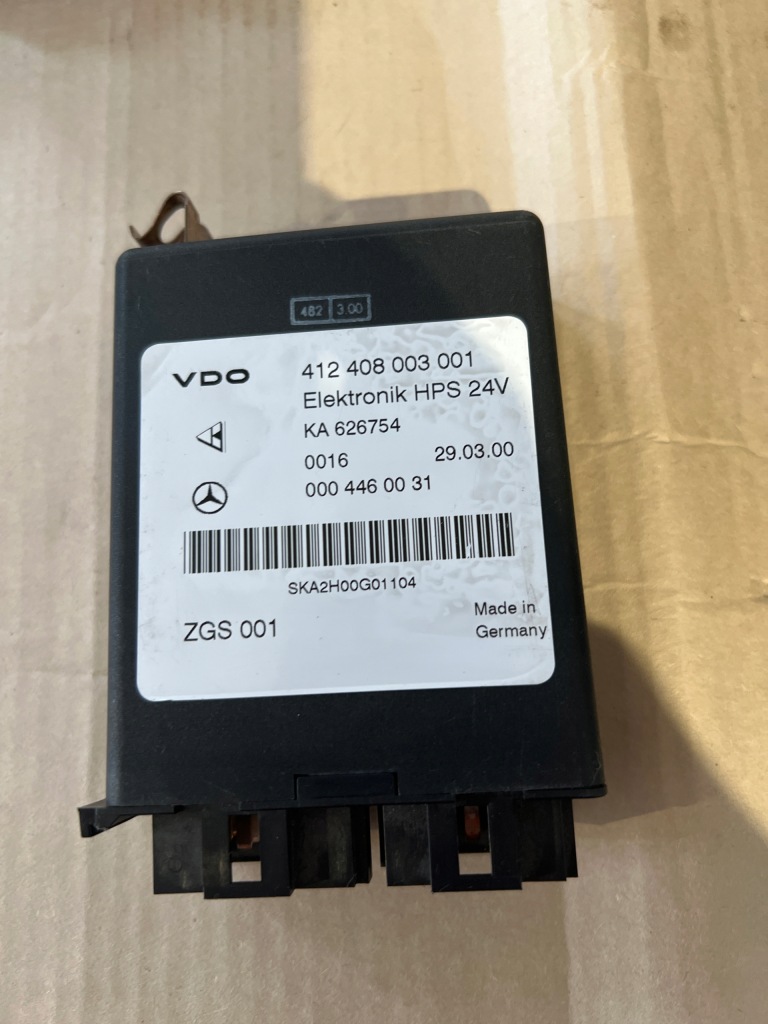 482 3.00
VDO 412 408 003 001
Elektronik HPS 24V
KA 626754
0016 29.03.00
000 446 00 31
SKA2H00G01104
ZGS 001
Made in
Germany